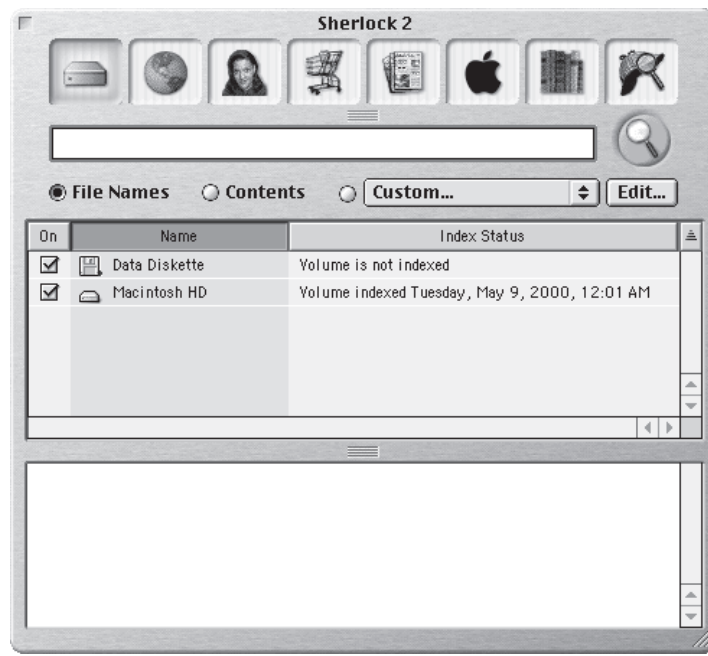 Sherlock 2
File Names Contents Custom... Edit...
On Name Index Status
Data Diskette Volume is not indexed
Macintosh HD Volume indexed Tuesday, May 9, 2000, 12:01 AM